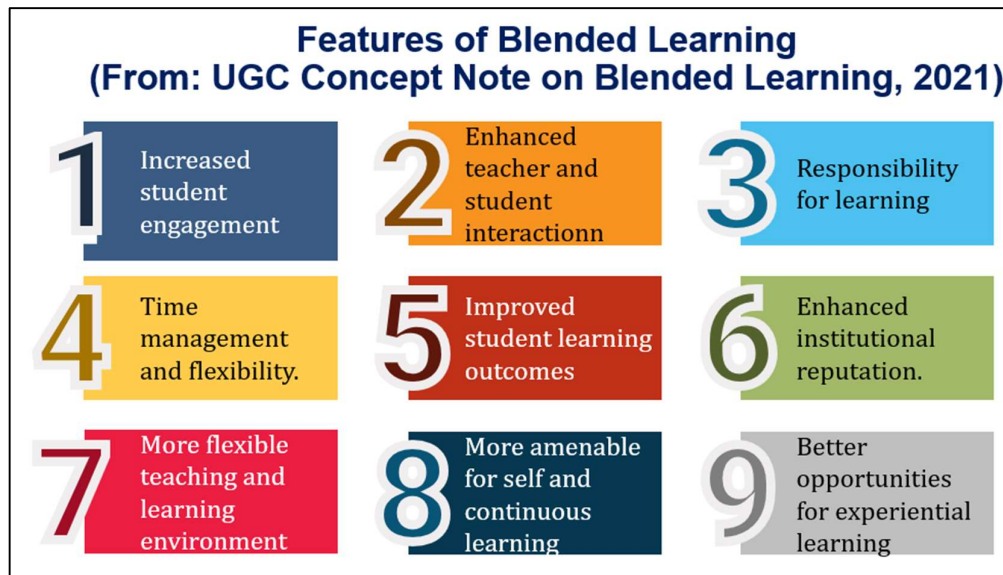 Features of Blended Learning
(From: UGC Concept Note on Blended Learning, 2021)
1
Increased
student
engagement
2
Enhanced
teacher and
student
interactionn
3
Responsibility
for learning
4
Time
management
and flexibility.
5
Improved
student learning
outcomes
6
Enhanced
institutional
reputation.
7
More flexible
teaching and
learning
environment
8
More amenable
for self and
continuous
learning
9
Better
opportunities
for experiential
learning